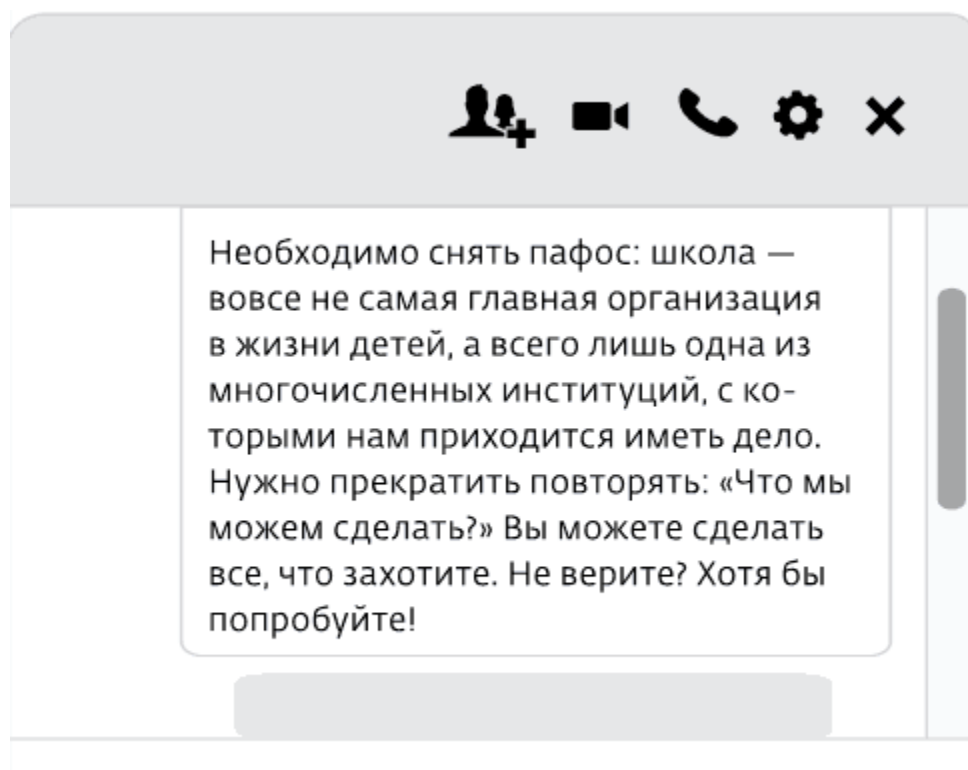 Необходимо снять пафос: школа —
вовсе не самая главная организация
в жизни детей, а всего лишь одна из
многочисленных институций, с ко-
торыми нам приходится иметь дело.
Нужно прекратить повторять: «Что мы
можем сделать?» Вы можете сделать
все, что захотите. Не верите? Хотя бы
попробуйте!